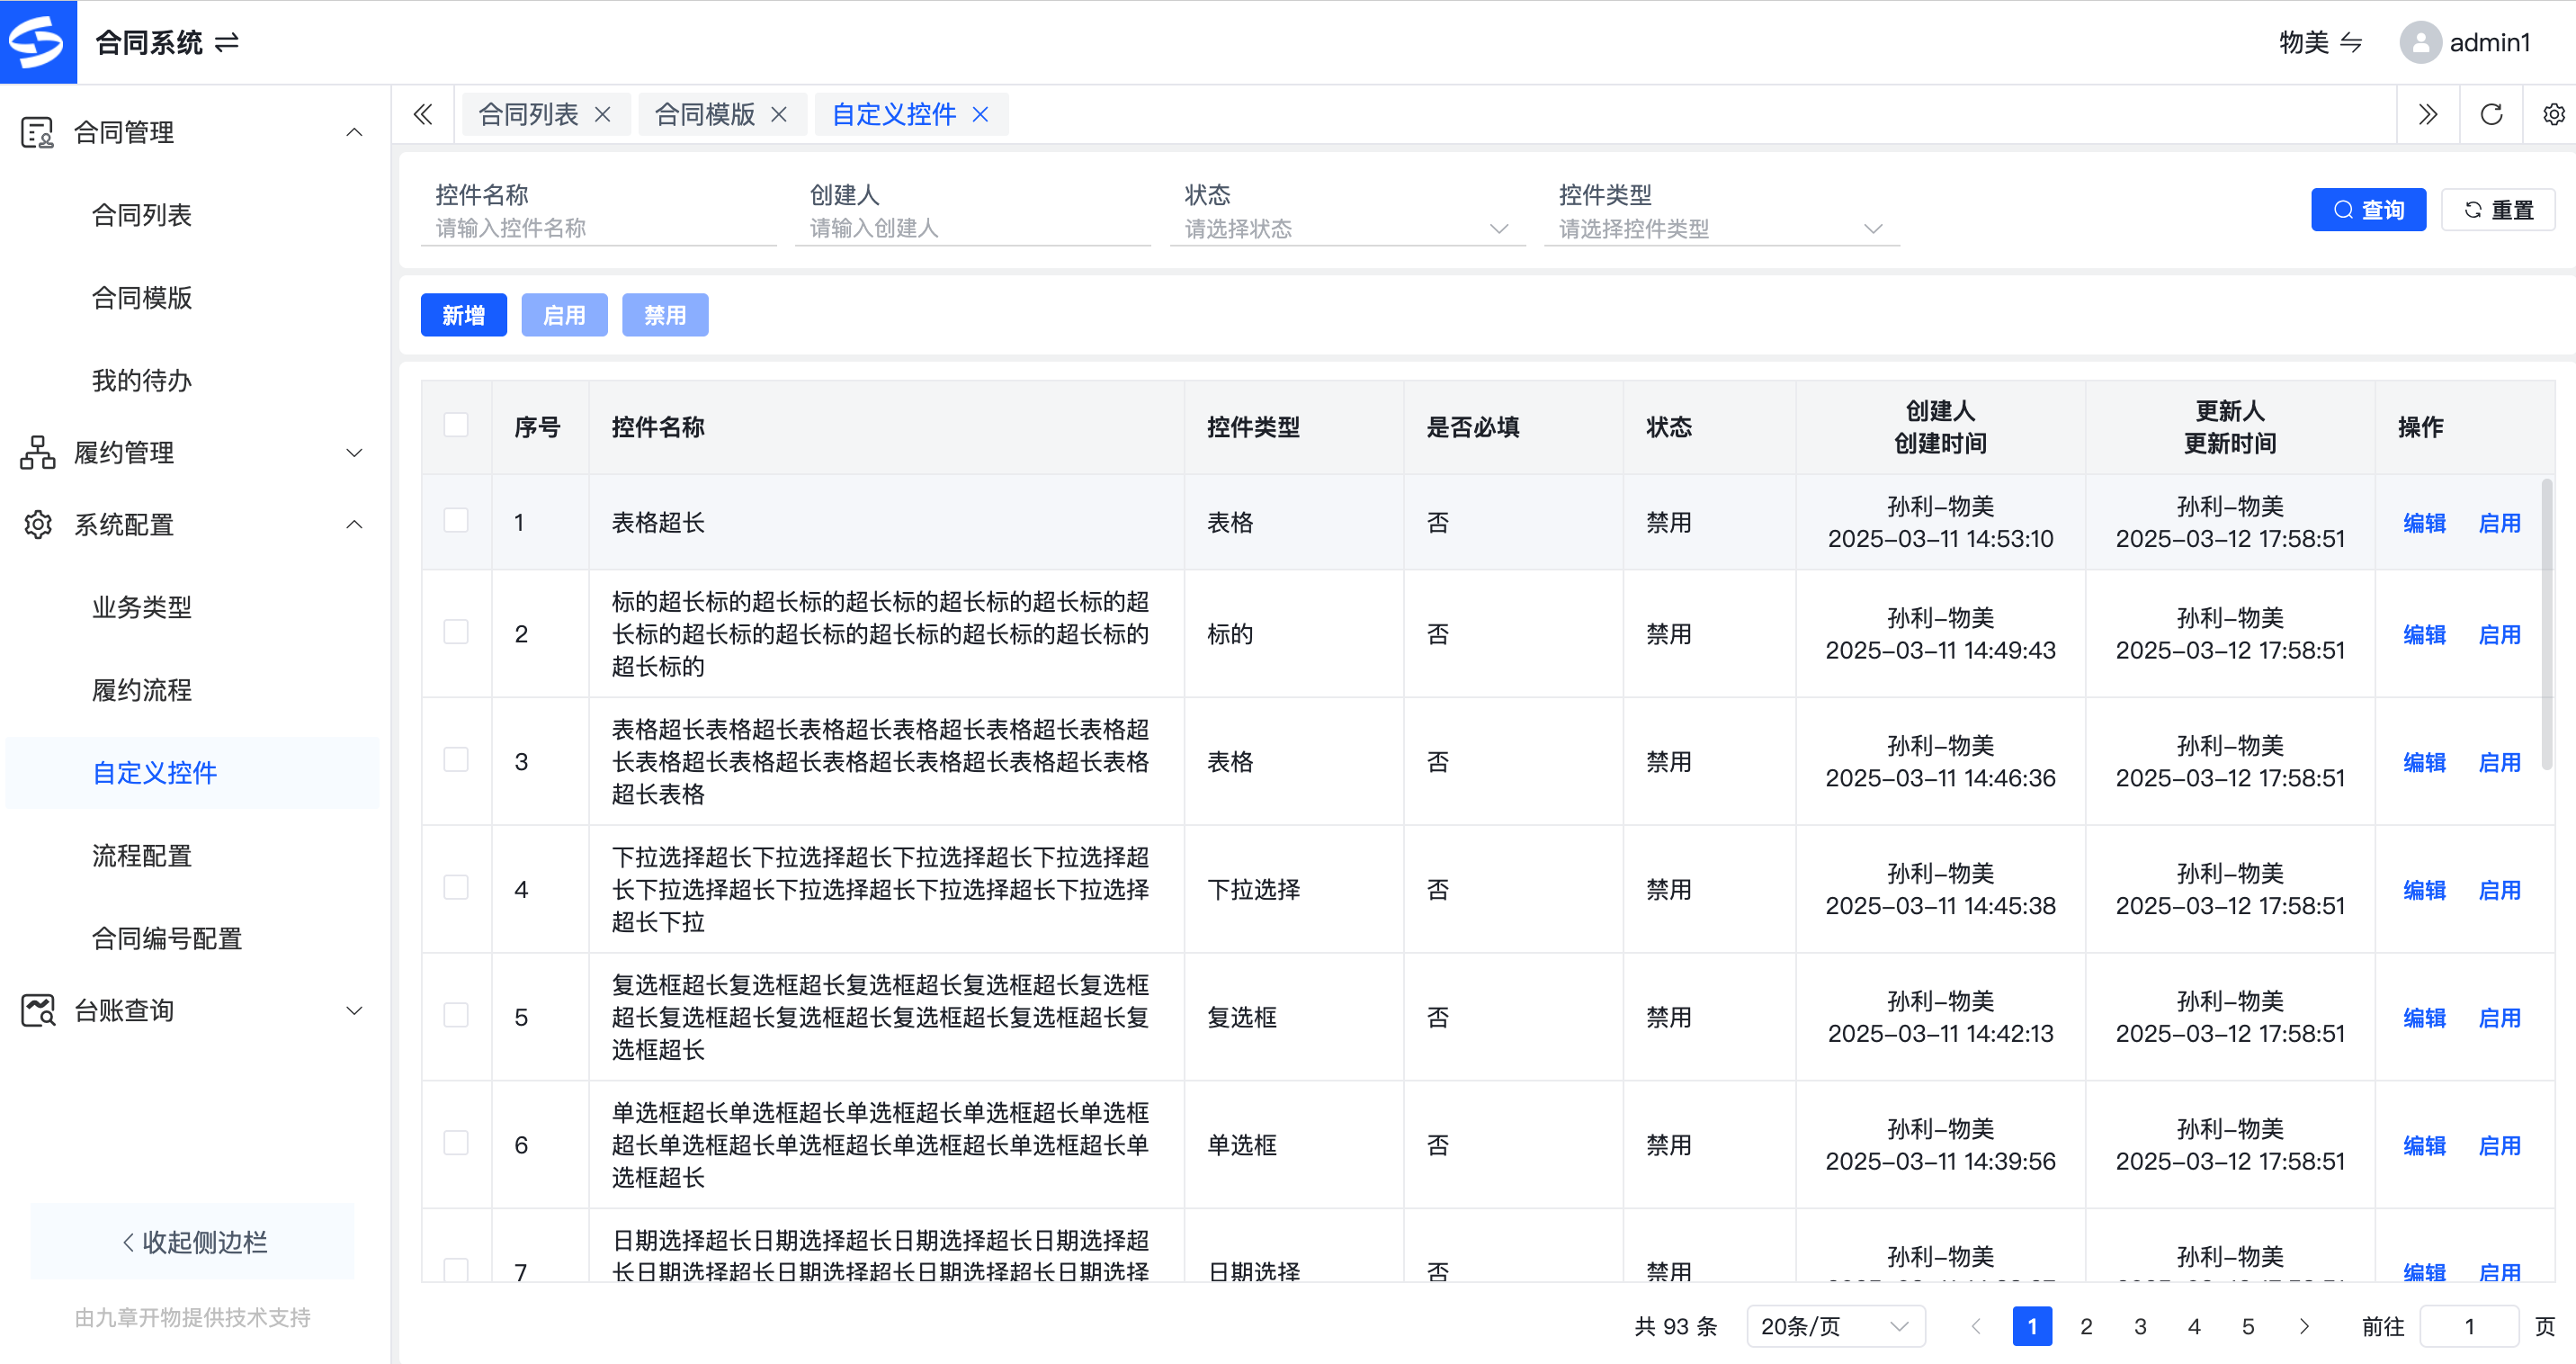 合同系统
物美
admin1
合同管理
合同列表
合同模版
我的待办
履约管理
系统配置
业务类型
履约流程
自定义控件
流程配置
合同编号配置
台账查询
收起侧边栏
由九章开物提供技术支持
合同列表 合同模版 自定义控件
控件名称 创建人 状态 控件类型
请输入控件名称 请输入创建人 请选择状态 请选择控件类型
查询 重置
新增 启用 禁用
序号 控件名称 控件类型 是否必填 状态 创建人 更新人 操作
创建时间 更新时间
1 表格超长 表格 否 禁用 孙利-物美 孙利-物美 编辑 启用
2025-03-11 14:53:10 2025-03-12 17:58:51
标的超长标的超长标的超长标的超长标的超长标的超
长标的超长标的超长标的超长标的超长标的超长标的
超长标的
2 标的 否 禁用 孙利-物美 孙利-物美 编辑 启用
2025-03-11 14:49:43 2025-03-12 17:58:51
表格超长表格超长表格超长表格超长表格超长表格超
长表格超长表格超长表格超长表格超长表格超长表格
超长表格
3 表格 否 禁用 孙利-物美 孙利-物美 编辑 启用
2025-03-11 14:46:36 2025-03-12 17:58:51
下拉选择超长下拉选择超长下拉选择超长下拉选择超
长下拉选择超长下拉选择超长下拉选择超长下拉选择
超长下拉
4 下拉选择 否 禁用 孙利-物美 孙利-物美 编辑 启用
2025-03-11 14:45:38 2025-03-12 17:58:51
复选框超长复选框超长复选框超长复选框超长复选框
超长复选框超长复选框超长复选框超长复选框超长复
选框超长
5 复选框 否 禁用 孙利-物美 孙利-物美 编辑 启用
2025-03-11 14:42:13 2025-03-12 17:58:51
单选框超长单选框超长单选框超长单选框超长单选框
超长单选框超长单选框超长单选框超长单选框超长单
选框超长
6 单选框 否 禁用 孙利-物美 孙利-物美 编辑 启用
2025-03-11 14:39:56 2025-03-12 17:58:51
日期选择超长日期选择超长日期选择超长日期选择超
长日期选择超长日期选择超长日期选择超长日期选择
7 日期选择 否 禁用 孙利-物美 孙利-物美 编辑 启用
共 93 条 20条/页 1 2 3 4 5 前往 1 页